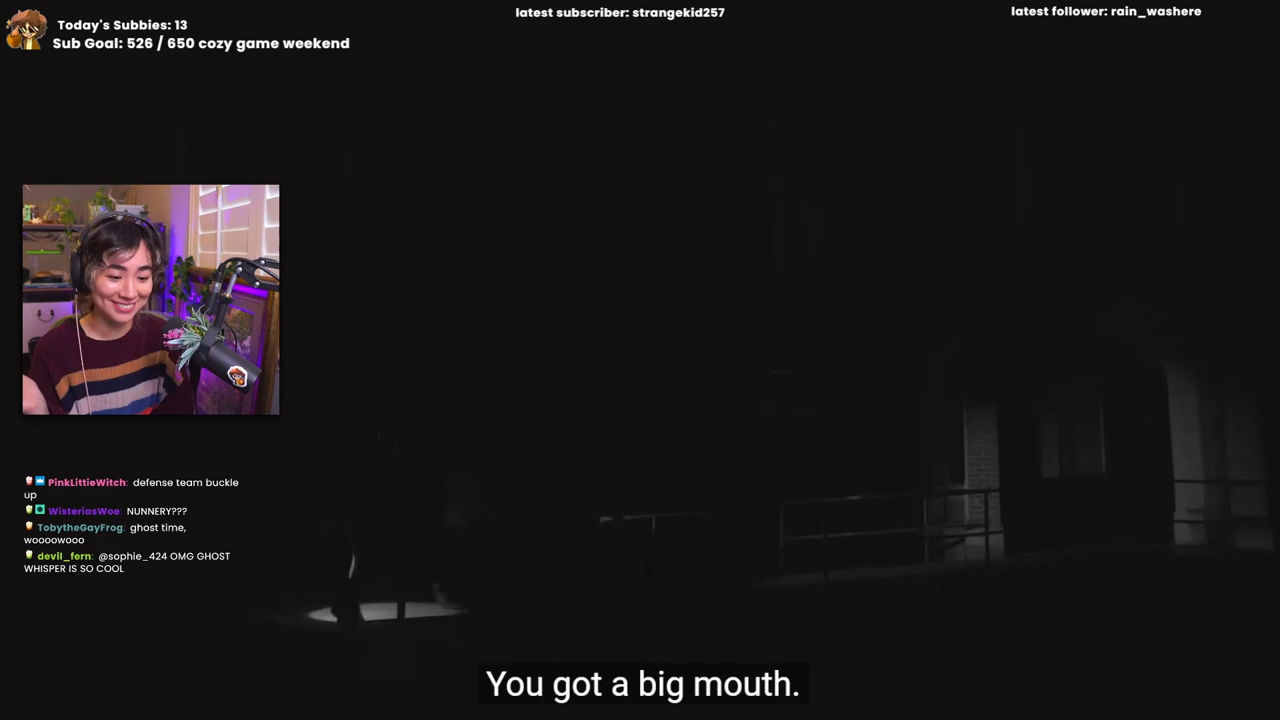 Today's Subbies: 13
Sub Goal: 526 / 650 cozy game weekend
latest subscriber: strangekid257
latest follower: rain_washere
PinkLittleWitch: defense team buckle
up
WisteriasWoe: NUNNERY???
TobytheGayFrog: ghost time,
woooowooo
devil_fern: @sophie_424 OMG GHOST
WHISPER IS SO COOL
You got a big mouth.